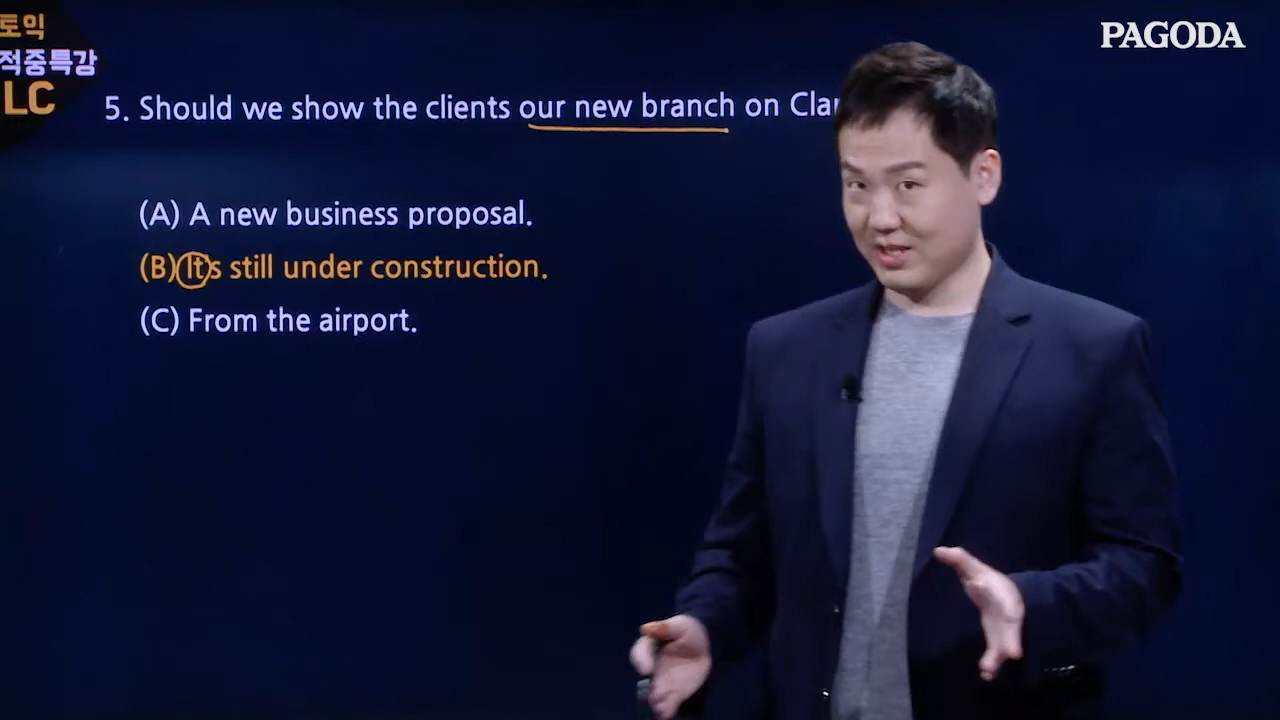 토익
적중특강
LC
PAGODA
5. Should we show the clients our new branch on
(A) A new business proposal.
(B) It's still under construction.
(C) From the airport.